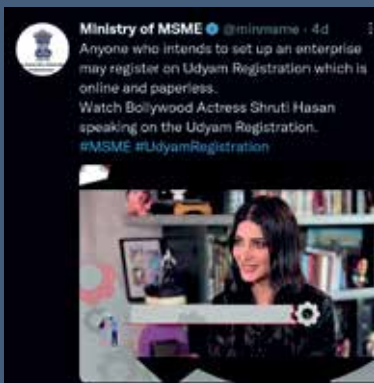 Ministry of MSME @minmsme · 4d
Anyone who intends to set up an enterprise
may register on Udyam Registration which is
online and paperless.
Watch Bollywood Actress Shruti Hasan
speaking on the Udyam Registration.
#MSME #UdyamRegistration